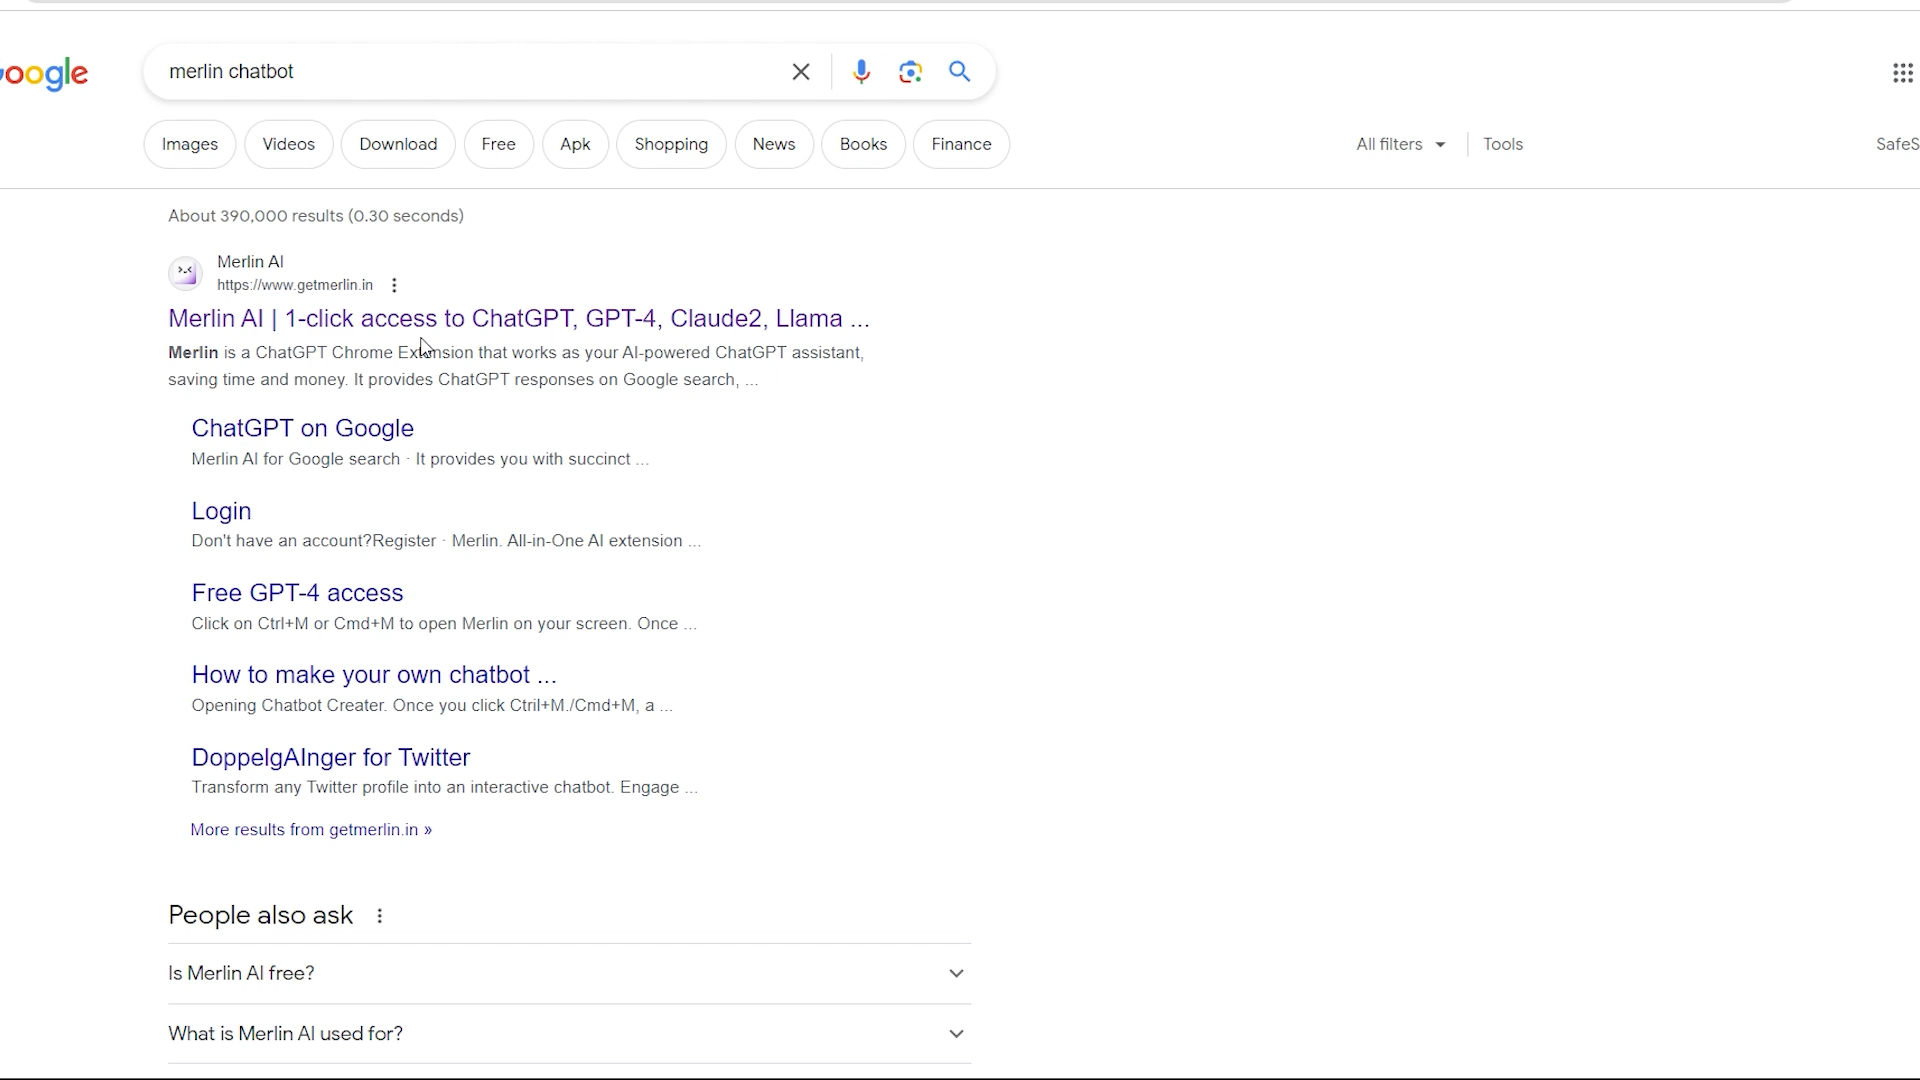 oogle
merlin chatbot
Images Videos Download Free Apk Shopping News Books Finance All filters Tools SafeS
About 390,000 results (0.30 seconds)
Merlin AI
https://www.getmerlin.in
Merlin AI | 1-click access to ChatGPT, GPT-4, Claude2, Llama ...
Merlin is a ChatGPT Chrome Extension that works as your AI-powered ChatGPT assistant,
saving time and money. It provides ChatGPT responses on Google search, ...
ChatGPT on Google
Merlin AI for Google search · It provides you with succinct ...
Login
Don't have an account?Register · Merlin. All-in-One AI extension ...
Free GPT-4 access
Click on Ctrl+M or Cmd+M to open Merlin on your screen. Once ...
How to make your own chatbot ...
Opening Chatbot Creater. Once you click Ctril+M./Cmd+M, a ...
DoppelgAInger for Twitter
Transform any Twitter profile into an interactive chatbot. Engage ...
More results from getmerlin.in »
People also ask
Is Merlin AI free?
What is Merlin AI used for?